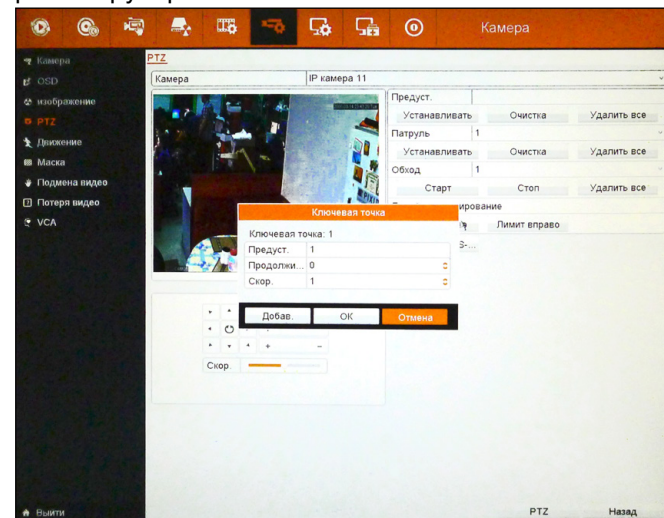 Камера
Камера
OSD
изображение
PTZ
Движение
Маска
Подмена видео
Потеря видео
VCA
Выйти
PTZ
Камера
IP камера 11
Предуст.
Устанавливать
Очистка
Удалить все
Патруль
1
Устанавливать
Очистка
Удалить все
Обход
1
Старт
Стоп
Удалить все
Лимит вправо
Ключевая точка
Ключевая точка: 1
Предуст.
1
Продолжи...
0
Скор.
1
Добав.
OK
Отмена
+
-
Скор.
PTZ
Назад